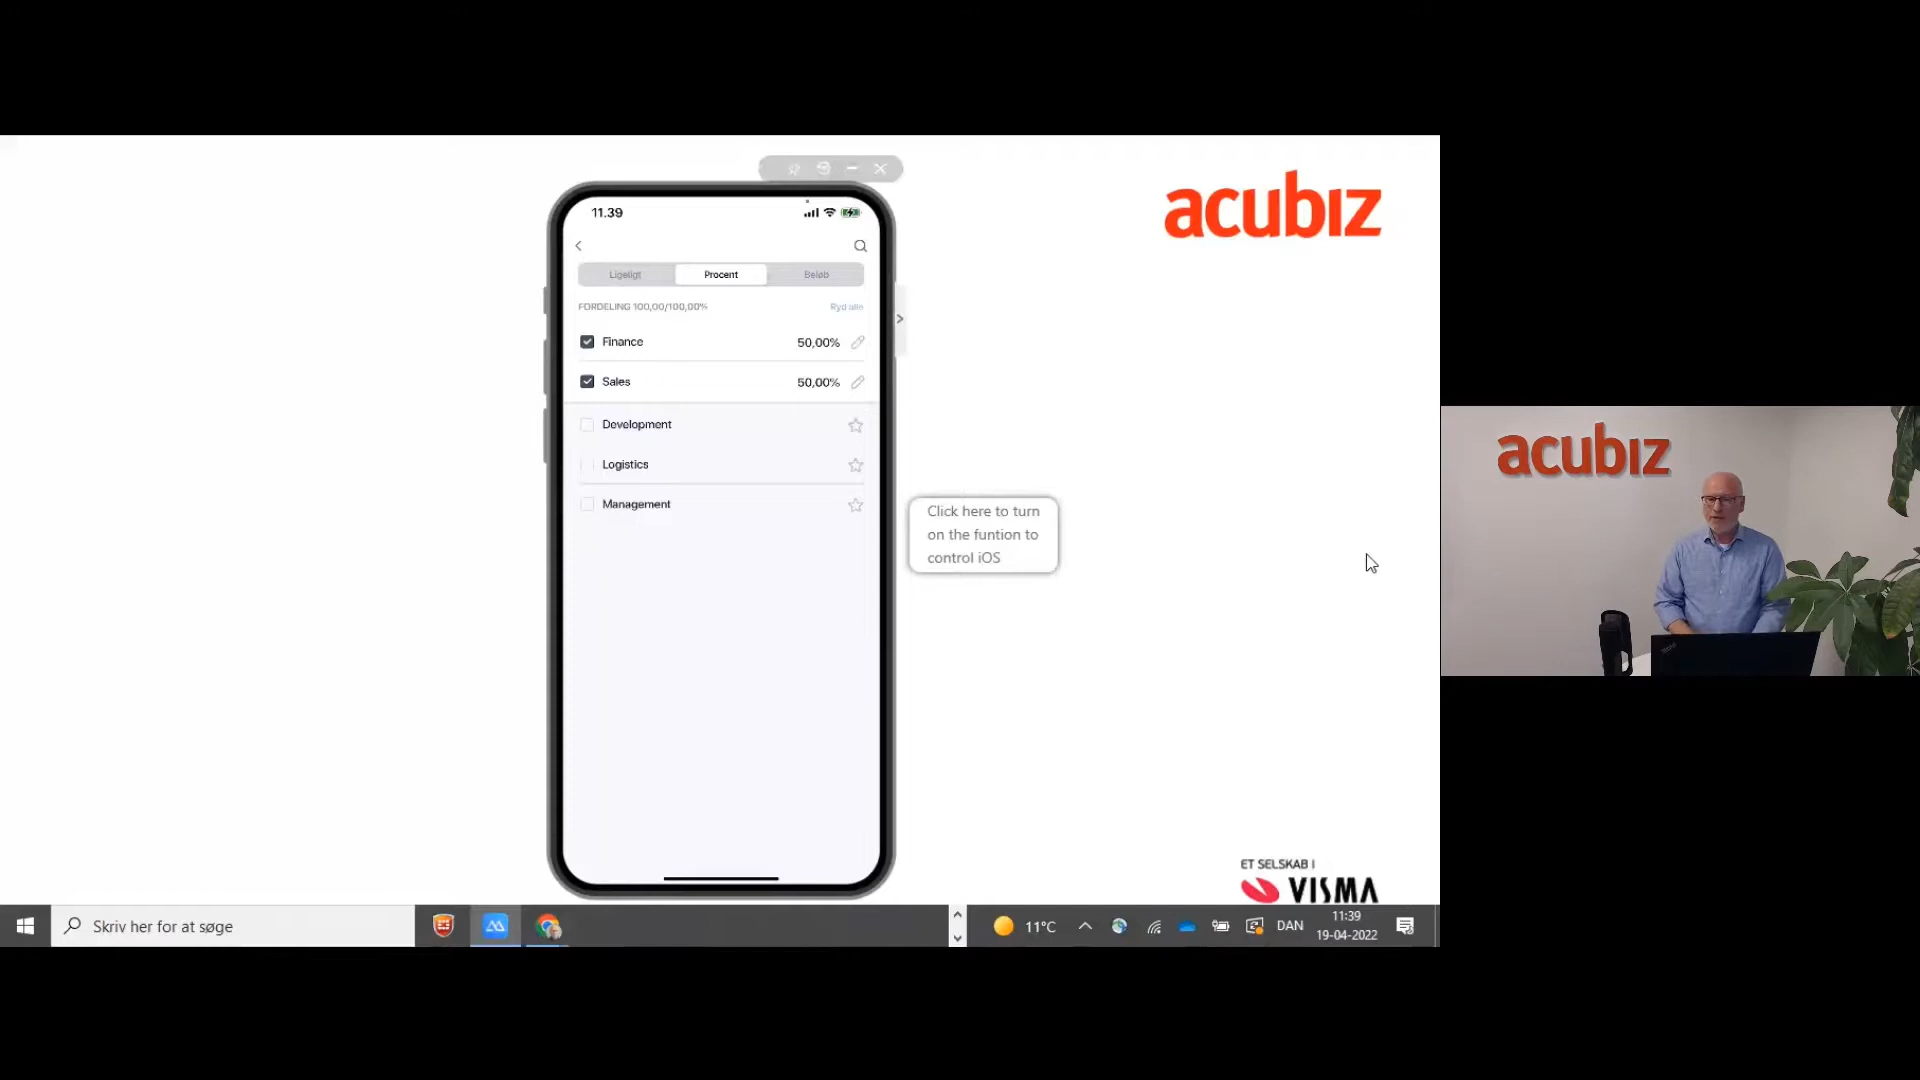 acubiz
11.39
Ligeligt
Procent
Beløb
FORDELING 100,00/100,00%
Ryd alle
Finance
50,00%
Sales
50,00%
Development
Logistics
Management
Click here to turn
on the funtion to
control iOS
acubiz
ET SELSKAB I
VISMA
Skriv her for at søge
11°C
DAN
11:39
19-04-2022